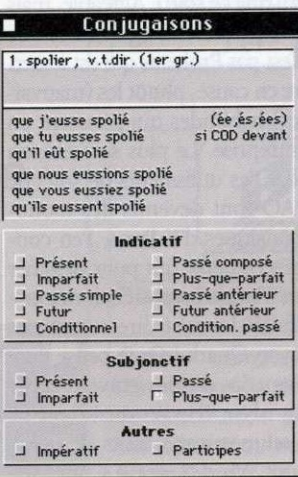 Conjugaisons
1. spolier, v.t.dir. (1er gr.)
que j'eusse spolié (ée,és,ées)
que tu eusses spolié si COD devant
qu'il eût spolié
que nous eussions spolié
que vous eussiez spolié
qu'ils eussent spolié
Indicatif
Présent Passé composé
Imparfait Plus-que-parfait
Passé simple Passé antérieur
Futur Futur antérieur
Conditionnel Condition. passé
Subjonctif
Présent Passé
Imparfait Plus-que-parfait
Autres
Impératif Participes